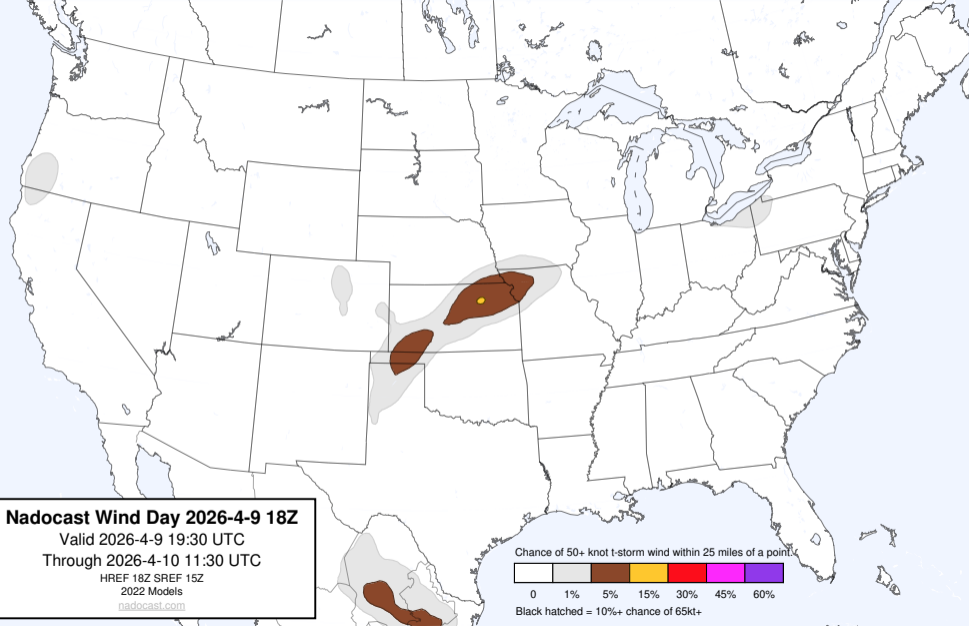 Nadocast Wind Day 2026-4-9 18Z
Valid 2026-4-9 19:30 UTC
Through 2026-4-10 11:30 UTC
HREF 18Z SREF 15Z
2022 Models
nadocast.com
Chance of 50+ knot t-storm wind within 25 miles of a point.
0 1% 5% 15% 30% 45% 60%
Black hatched = 10%+ chance of 65kt+